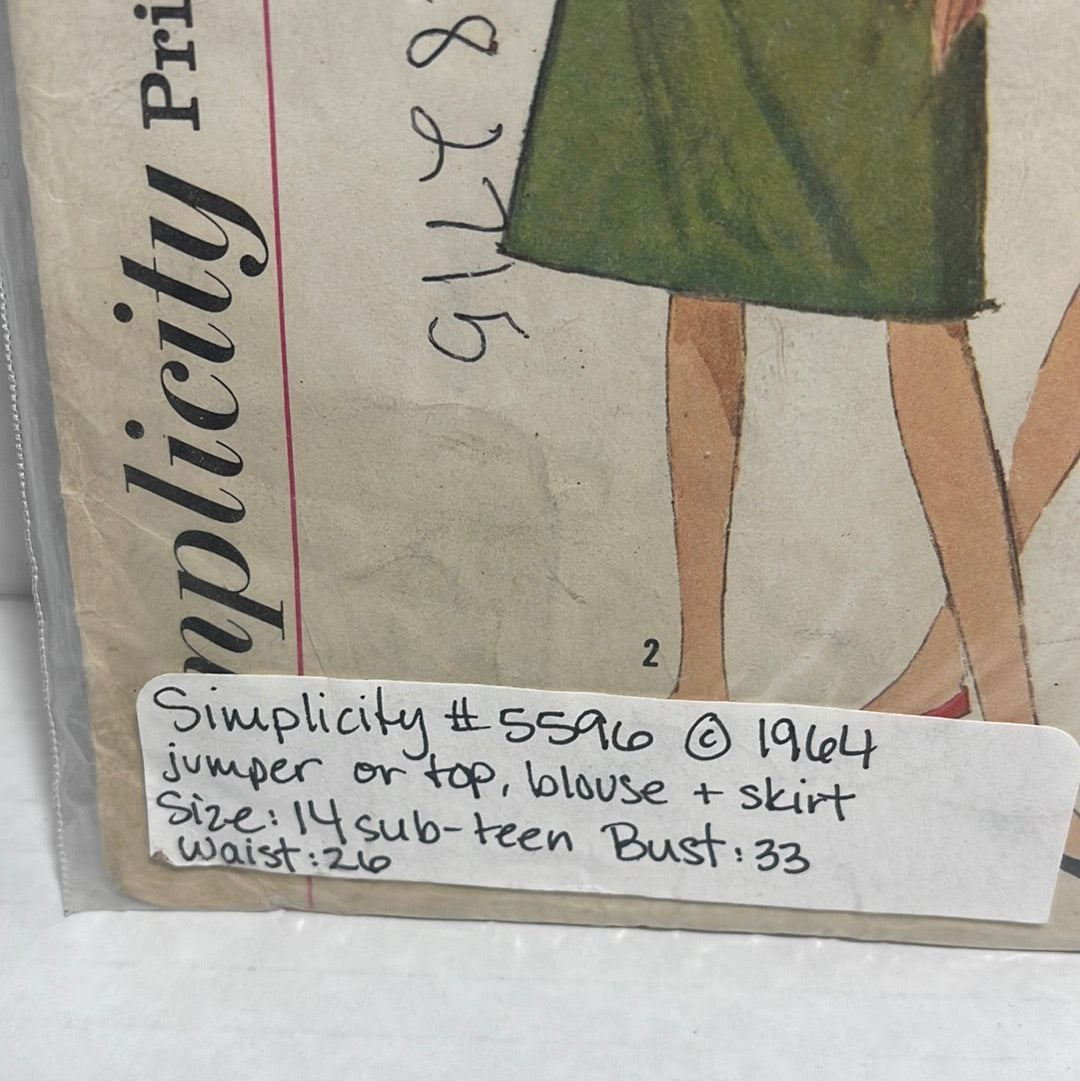 mplicity Pri
2
Simplicity # 5596 © 1964
jumper or top, blouse + skirt
Size: 14 sub-teen Bust: 33
Waist: 26